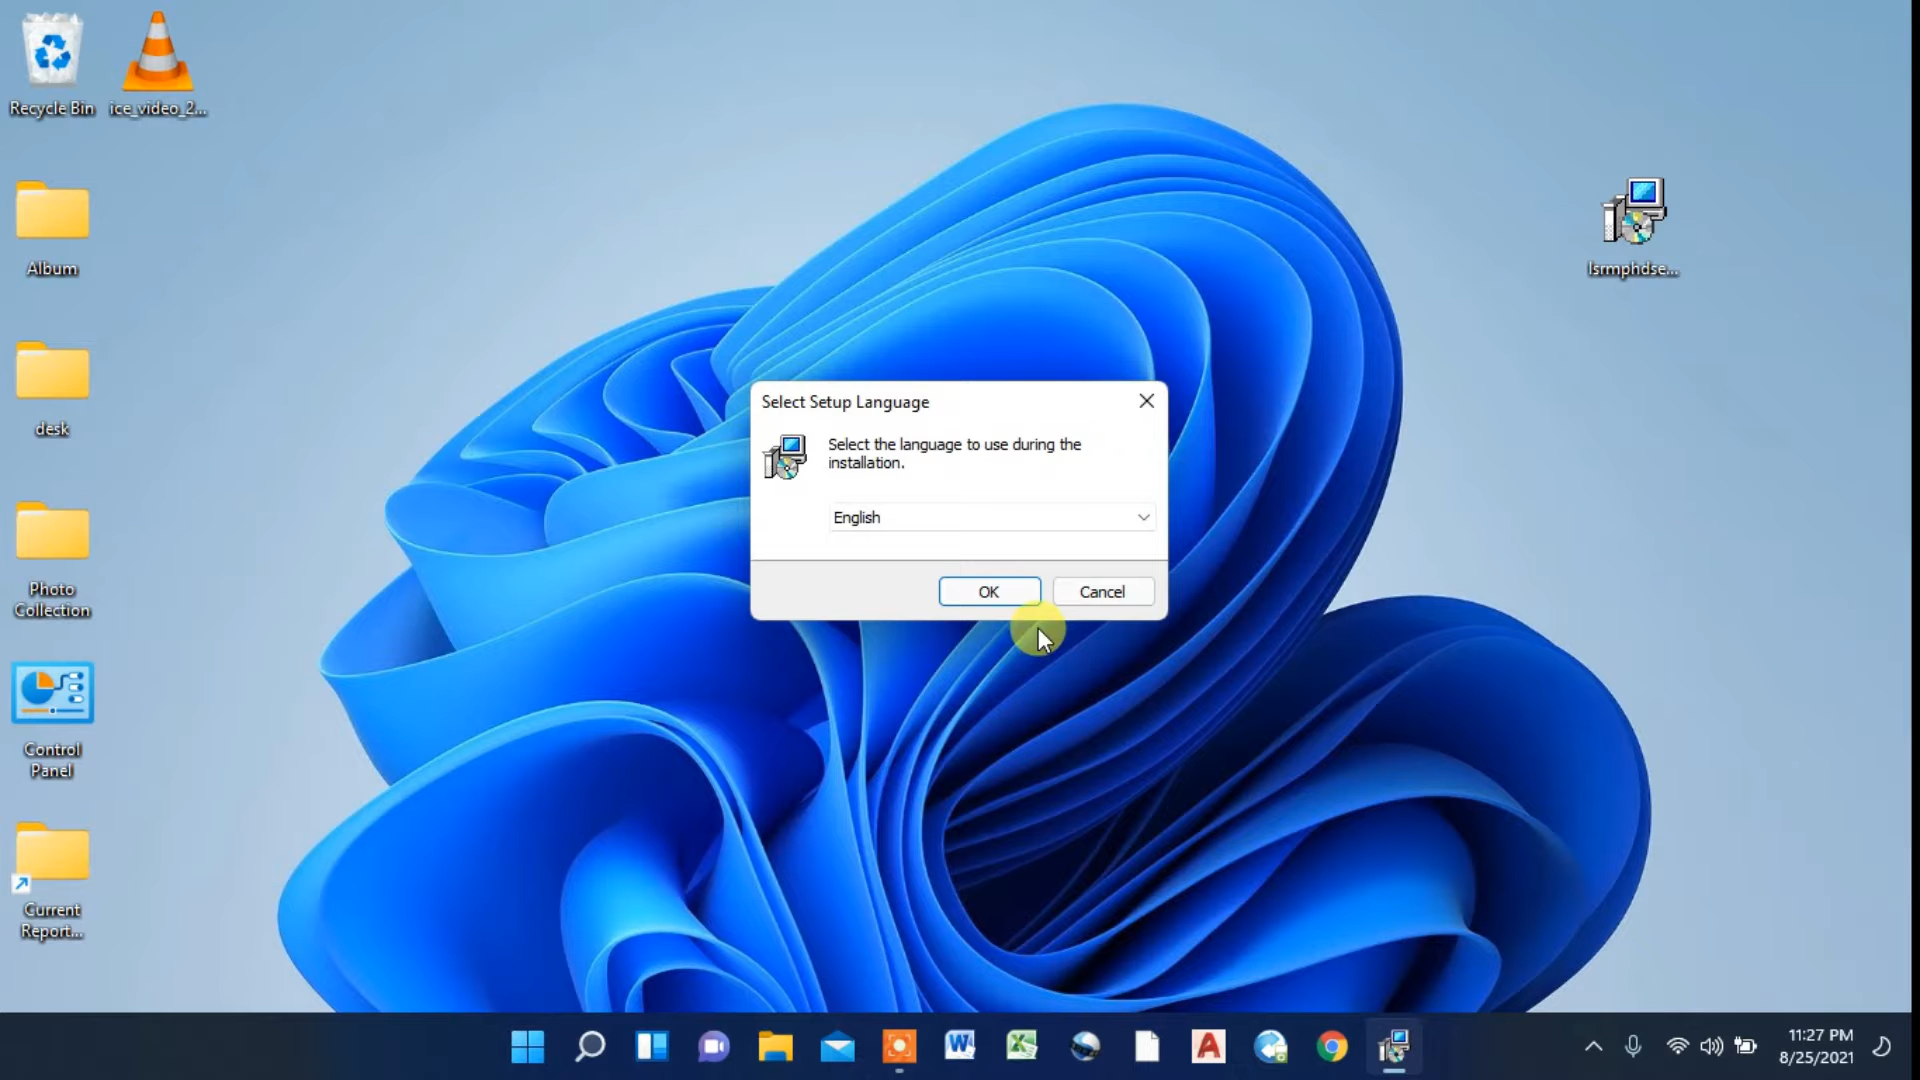 Recycle Bin
ice_video_2...
Album
desk
Photo
Collection
Control
Panel
Current
Report...
lsrmphdse...
Select Setup Language
Select the language to use during the
installation.
English
OK
Cancel
11:27 PM
8/25/2021